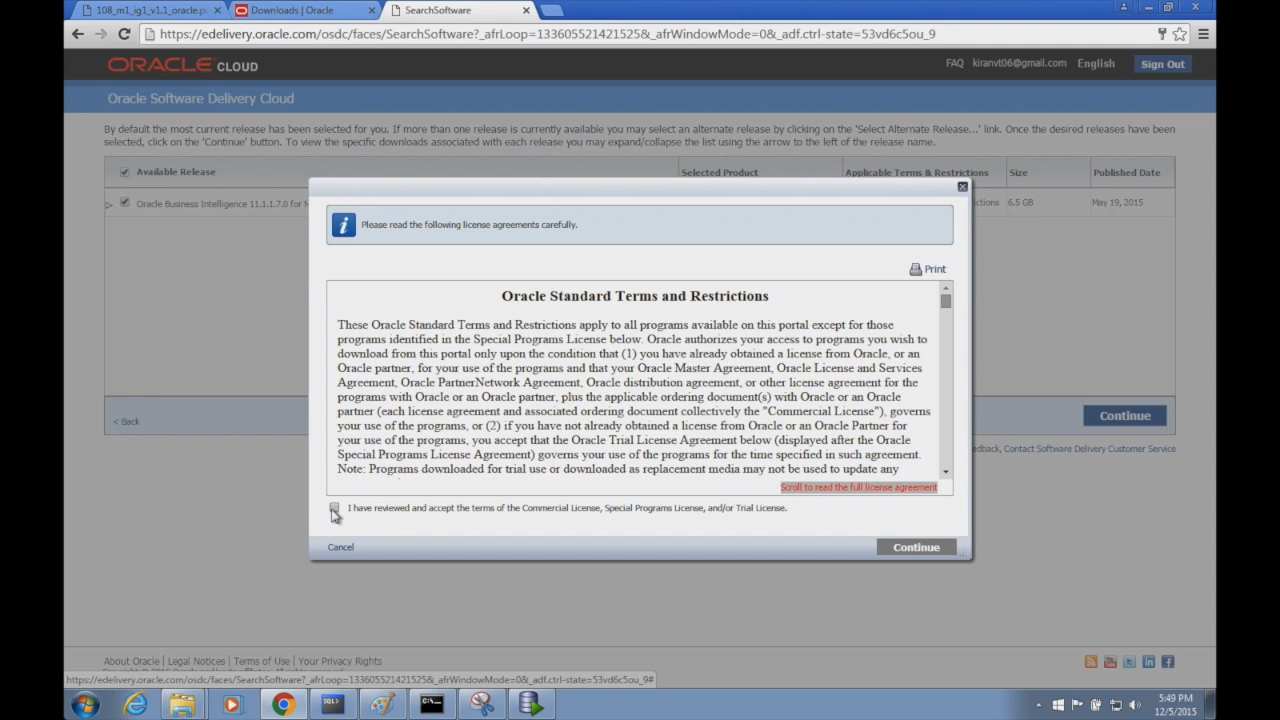 108_m1_ig1_v1.1_oracle.p
Downloads | Oracle
SearchSoftware
https://edelivery.oracle.com/osdc/faces/SearchSoftware?_afrLoop=1336055214215​25&_afrWindowMode=0&_adf.ctrl-state=53vd6c5ou_9
ORACLE CLOUD
FAQ kiranvt06@gmail.com English Sign Out
Oracle Software Delivery Cloud
By default the most current release has been selected for you. If more than one release is currently available you may select an alternate release by clicking on the 'Select Alternate Release...' link. Once the desired releases have been
selected, click on the 'Continue' button. To view the specific downloads associated with each release you may expand/collapse the list using the arrow to the left of the release name.
Available Release Selected Product Applicable Terms & Restrictions Size Published Date
Oracle Business Intelligence 11.1.1.7.0 for M ctions 6.5 GB May 19, 2015
Please read the following license agreements carefully.
Print
Oracle Standard Terms and Restrictions
These Oracle Standard Terms and Restrictions apply to all programs available on this portal except for those
programs identified in the Special Programs License below. Oracle authorizes your access to programs you wish to
download from this portal only upon the condition that (1) you have already obtained a license from Oracle, or an
Oracle partner, for your use of the programs and that your Oracle Master Agreement, Oracle License and Services
Agreement, Oracle PartnerNetwork Agreement, Oracle distribution agreement, or other license agreement for the
programs with Oracle or an Oracle partner, plus the applicable ordering document(s) with Oracle or an Oracle
partner (each license agreement and associated ordering document collectively the "Commercial License"), governs
your use of the programs, or (2) if you have not already obtained a license from Oracle or an Oracle Partner for
your use of the programs, you accept that the Oracle Trial License Agreement below (displayed after the Oracle
Special Programs License Agreement) governs your use of the programs for the time specified in such agreement.
Note: Programs downloaded for trial use or downloaded as replacement media may not be used to update any
Scroll to read the full license agreement
I have reviewed and accept the terms of the Commercial License, Special Programs License, and/or Trial License.
Cancel Continue
< Back Continue
edback, Contact Software Delivery Customer Service
About Oracle | Legal Notices | Terms of Use | Your Privacy Rights
https://edelivery.oracle.com/osdc/faces/SearchSoftware?_afrLoop=133605521421525&_afrWindowMode=0&_adf.ctrl-state=53vd6c5ou_9#
5:49 PM
12/5/2015